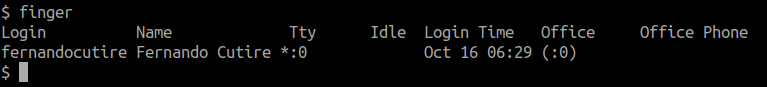 $ finger
Login          Name             Tty      Idle  Login Time   Office     Office Phone
fernandocutire Fernando Cutire *:0             Oct 16 06:29 (:0)
$